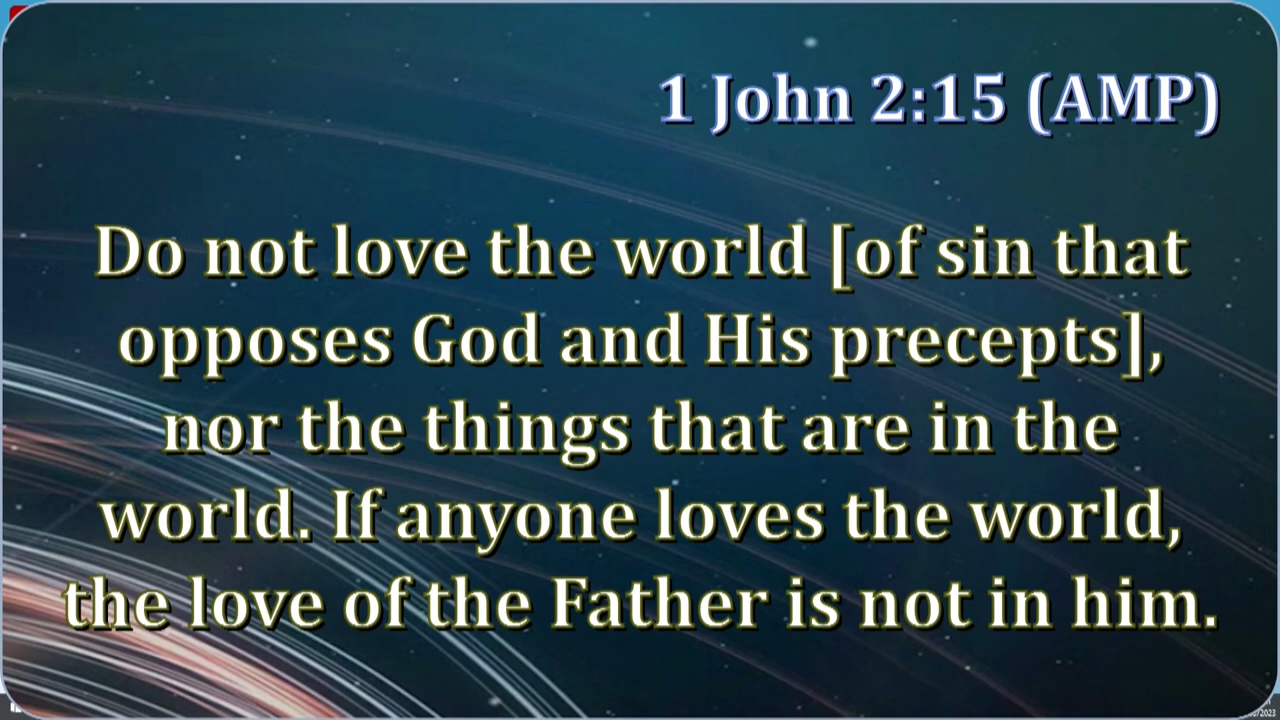 1 John 2:15 (AMP)
Do not love the world [of sin that
opposes God and His precepts],
nor the things that are in the
world. If anyone loves the world,
the love of the Father is not in him.